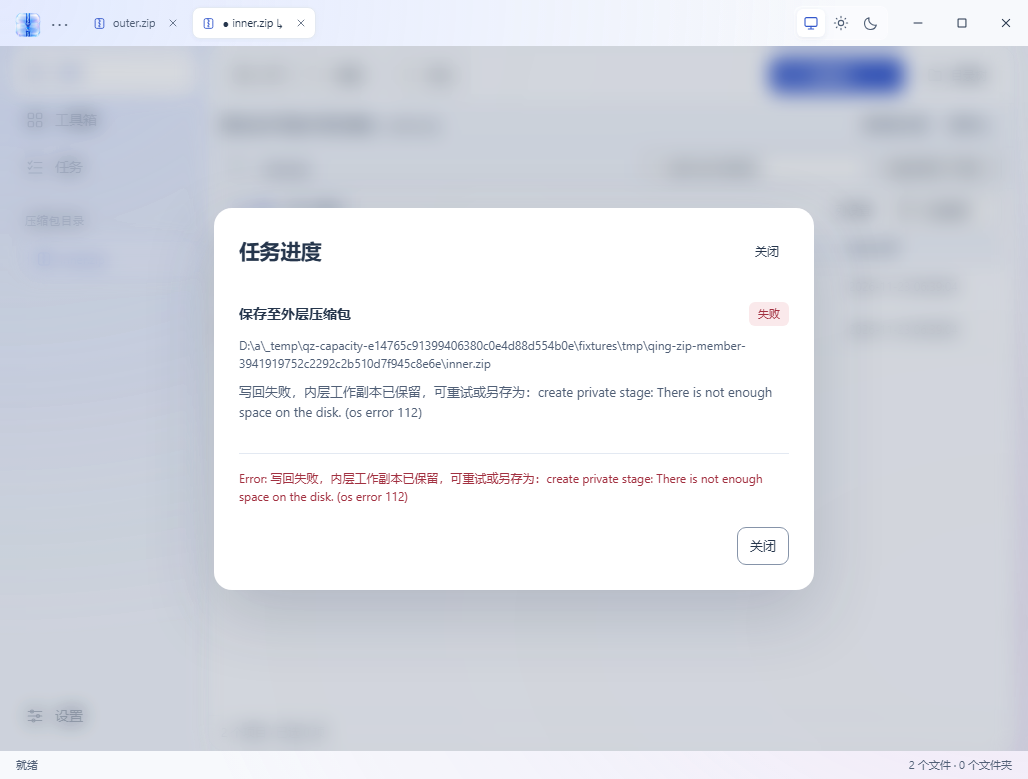 outer.zip
● inner.zip ↳
工具箱
任务
压缩包目录
任务进度
关闭
保存至外层压缩包
失败
D:\a\_temp\qz-capacity-e14765c91399406380c0e4d88d554b0e\fixtures\tmp\qing-zip-member-
3941919752c2292c2b510d7f945c8e6e\inner.zip
写回失败，内层工作副本已保留，可重试或另存为：create private stage: There is not enough
space on the disk. (os error 112)
Error: 写回失败，内层工作副本已保留，可重试或另存为：create private stage: There is not enough
space on the disk. (os error 112)
关闭
设置
就绪
2 个文件 · 0 个文件夹